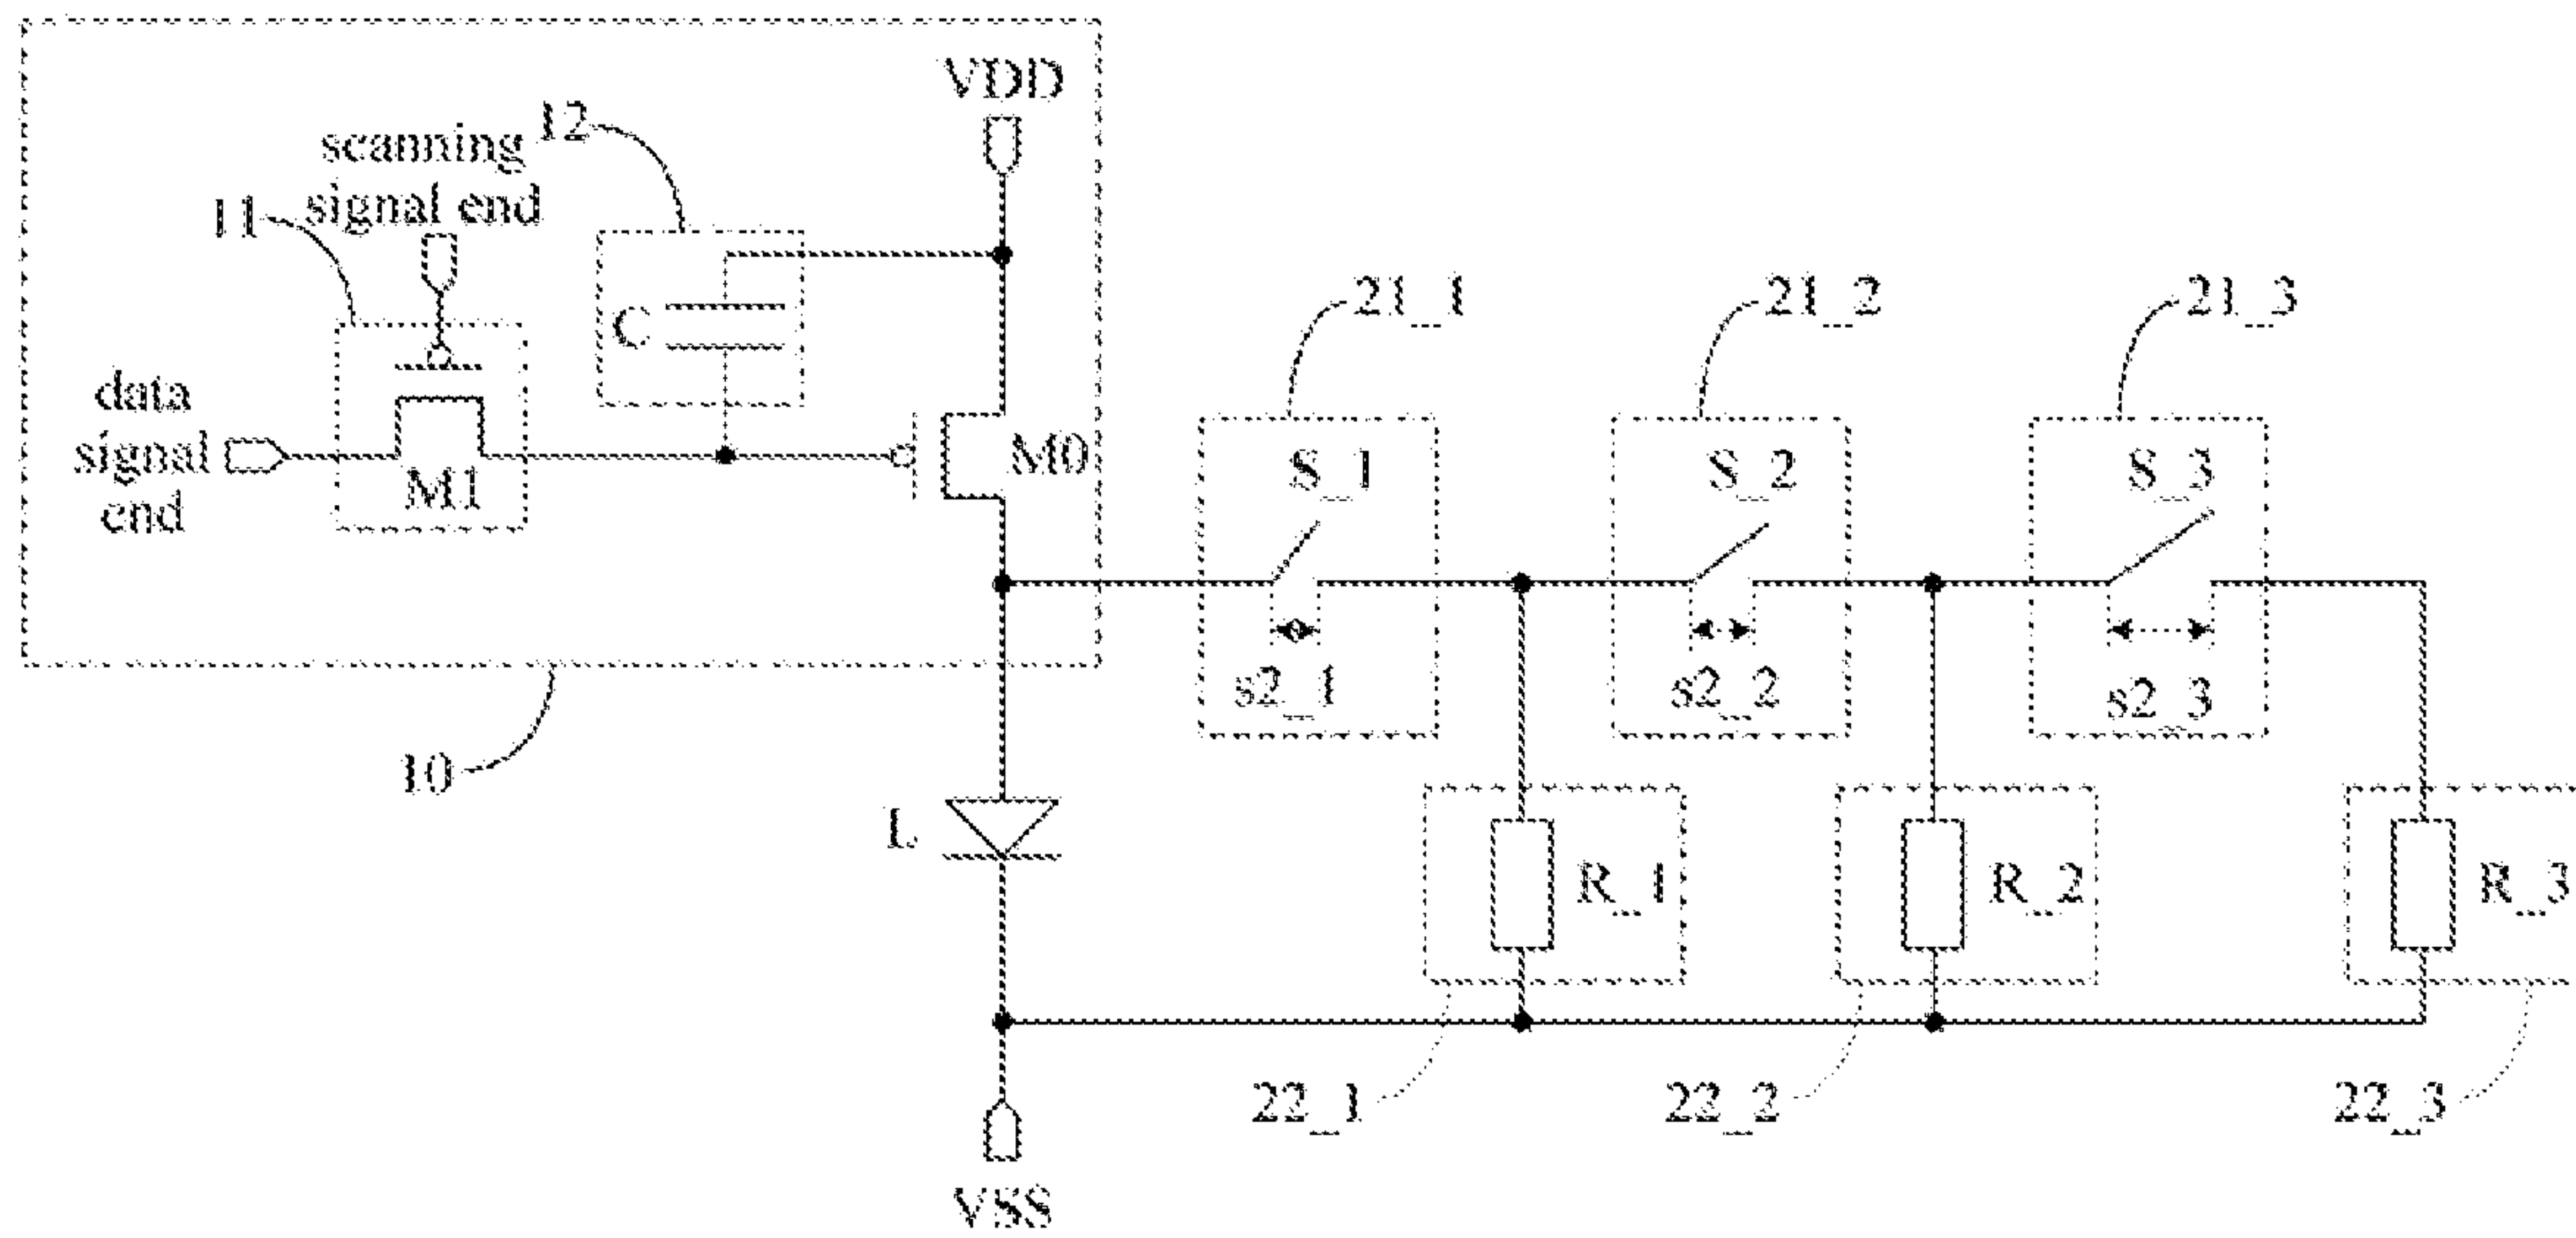 VDD
12
scanning
signal end
11
C
data
signal
end
M1
M0
10
21_1
21_2
21_3
S_1
S_2
S_3
s2_1
s2_2
s2_3
L
R_1
R_2
R_3
22_1
22_2
22_3
VSS